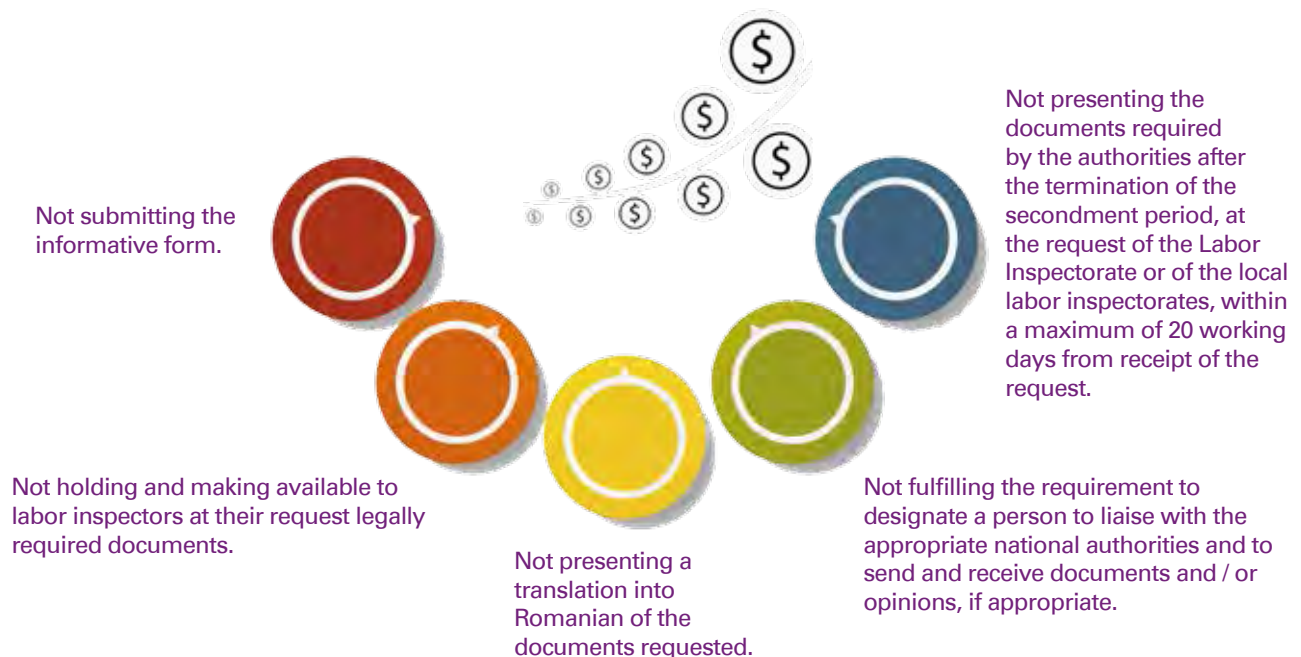 Not submitting the
informative form.
Not holding and making available to
labor inspectors at their request legally
required documents.
Not presenting a
translation into
Romanian of the
documents requested.
Not fulfilling the requirement to
designate a person to liaise with the
appropriate national authorities and to
send and receive documents and / or
opinions, if appropriate.
Not presenting the
documents required
by the authorities after
the termination of the
secondment period, at
the request of the Labor
Inspectorate or of the local
labor inspectorates, within
a maximum of 20 working
days from receipt of the
request.
$
$
$
$
$
$
$
$
$
$